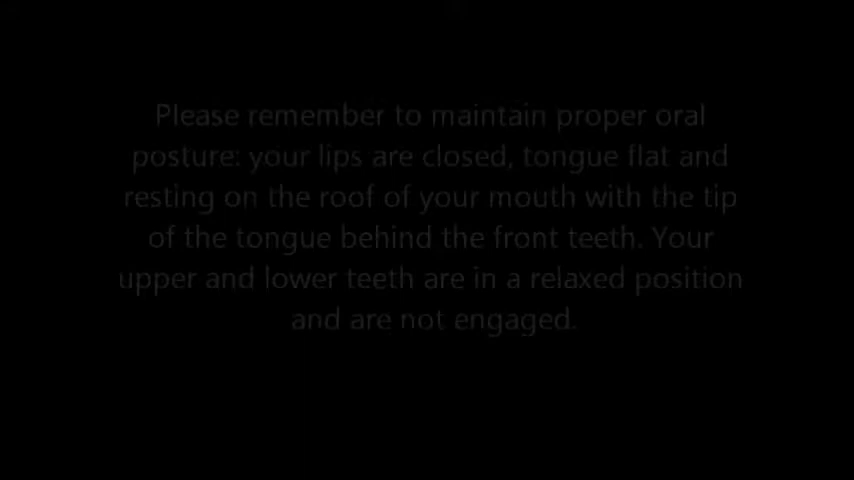 Please remember to maintain proper oral
posture: your lips are closed, tongue flat and
resting on the roof of your mouth with the tip
of the tongue behind the front teeth. Your
upper and lower teeth are in a relaxed position
and are not engaged.